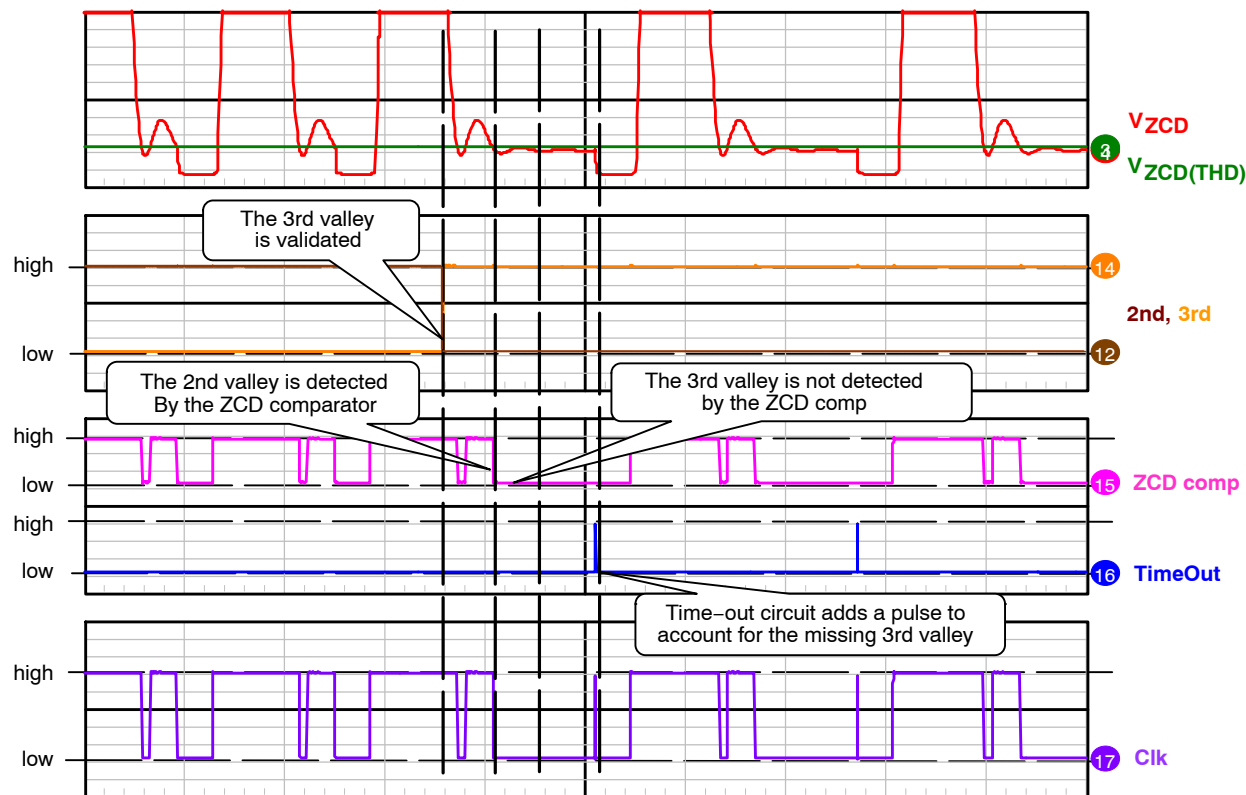 VZCD
3
4
VZCD(THD)
The 3rd valley
is validated
high
14
2nd, 3rd
low
12
The 2nd valley is detected
By the ZCD comparator
The 3rd valley is not detected
by the ZCD comp
high
low
15 ZCD comp
high
low
16 TimeOut
Time−out circuit adds a pulse to
account for the missing 3rd valley
high
low
17 Clk